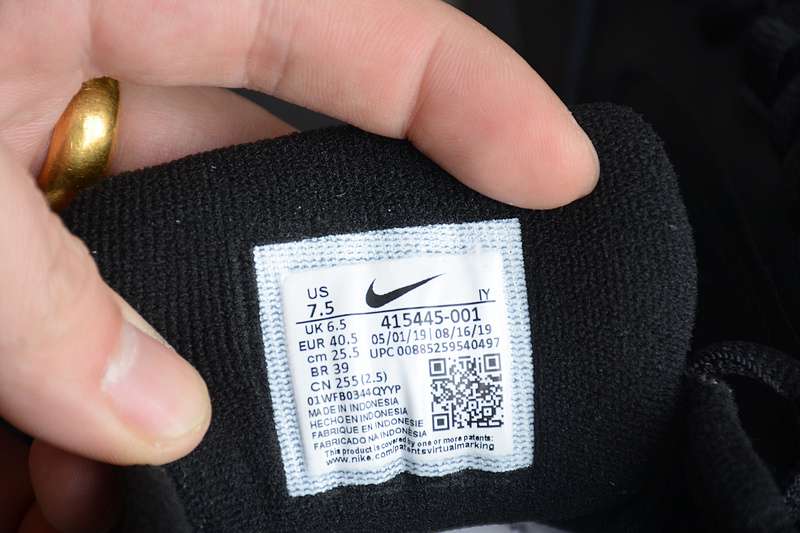 US
7.5
IY
UK 6.5
415445-001
EUR 40.5
05/01/19 | 08/16/19
cm 25.5
UPC 00885259540497
BR 39
CN 255 (2.5)
01WFB0344QYYP
MADE IN INDONESIA
HECHO EN INDONESIA
FABRIQUE EN INDONESIE
FABRICADO NA INDONESIA
This product is covered by one or more patents:
www.nike.com/patentsvirtualmarking